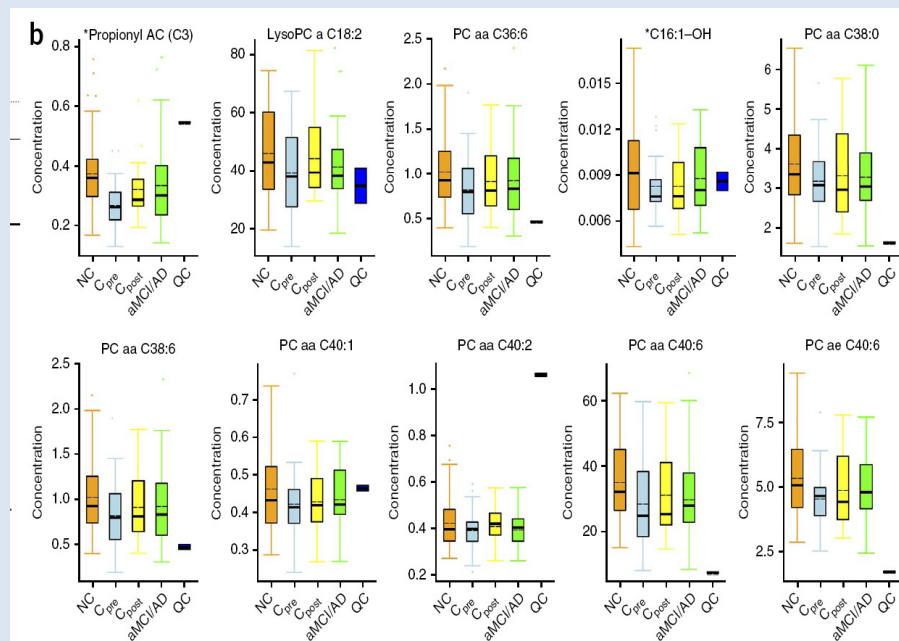 b
*Propionyl AC (C3)
Concentration
0.8
0.6
0.4
0.2
NC
Cpre
Cpost
aMCI/AD
QC
LysoPC a C18:2
80
60
40
20
NC
Cpre
Cpost
aMCI/AD
QC
PC aa C36:6
Concentration
2.5
2.0
1.5
1.0
0.5
NC
Cpre
Cpost
aMCI/AD
QC
*C16:1–OH
Concentration
0.015
0.012
0.009
0.006
NC
Cpre
Cpost
aMCI/AD
QC
PC aa C38:0
Concentration
6
5
4
3
2
NC
Cpre
Cpost
aMCI/AD
QC
PC aa C38:6
Concentration
2.5
2.0
1.5
1.0
0.5
NC
Cpre
Cpost
aMCI/AD
QC
PC aa C40:1
Concentration
0.7
0.6
0.5
0.4
0.3
NC
Cpre
Cpost
aMCI/AD
QC
PC aa C40:2
Concentration
1.0
0.8
0.6
0.4
0.2
NC
Cpre
Cpost
aMCI/AD
QC
PC aa C40:6
Concentration
60
40
20
NC
Cpre
Cpost
aMCI/AD
QC
PC ae C40:6
Concentration
7.5
5.0
2.5
NC
Cpre
Cpost
aMCI/AD
QC